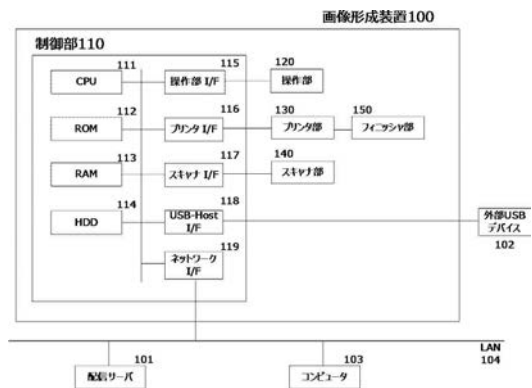 画像形成装置100
制御部110
111
CPU
115
操作部 I/F
120
操作部
112
ROM
116
プリンタ I/F
130
プリンタ部
150
フィニッシャ部
113
RAM
117
スキャナ I/F
140
スキャナ部
114
HDD
118
USB-Host
I/F
外部USB
デバイス
102
119
ネットワーク
I/F
LAN
104
101
配信サーバ
103
コンピュータ